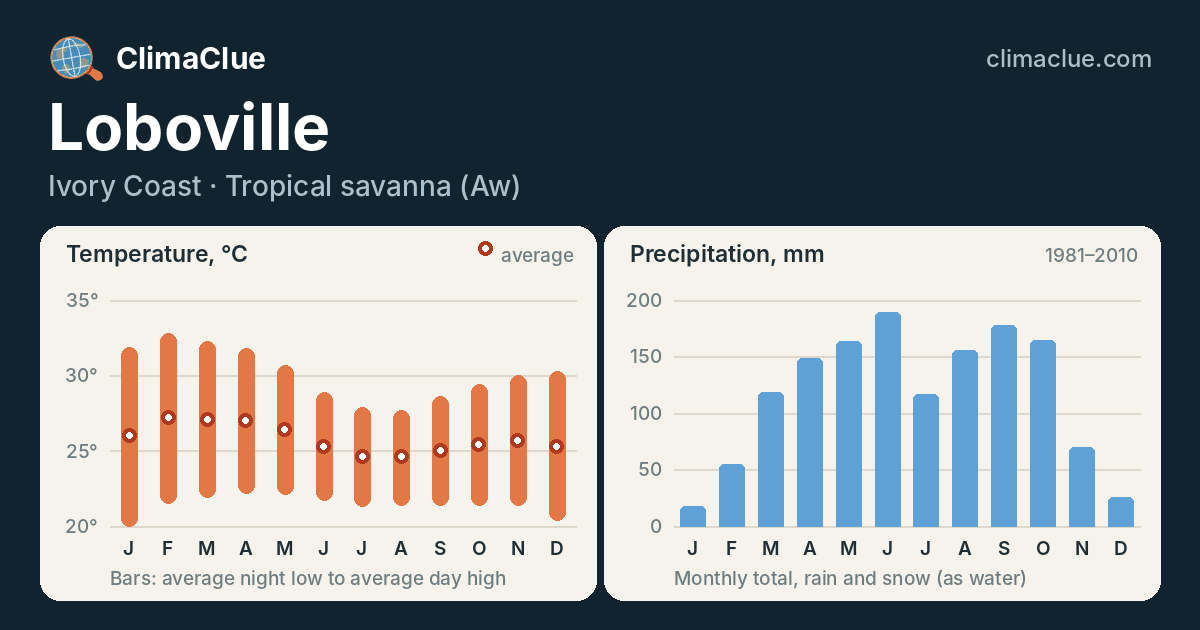 ClimaClue
climaclue.com
Loboville
Ivory Coast · Tropical savanna (Aw)
Temperature, °C
average
35°
30°
25°
20°
J F M A M J J A S O N D
Bars: average night low to average day high
Precipitation, mm
1981–2010
200
150
100
50
0
J F M A M J J A S O N D
Monthly total, rain and snow (as water)